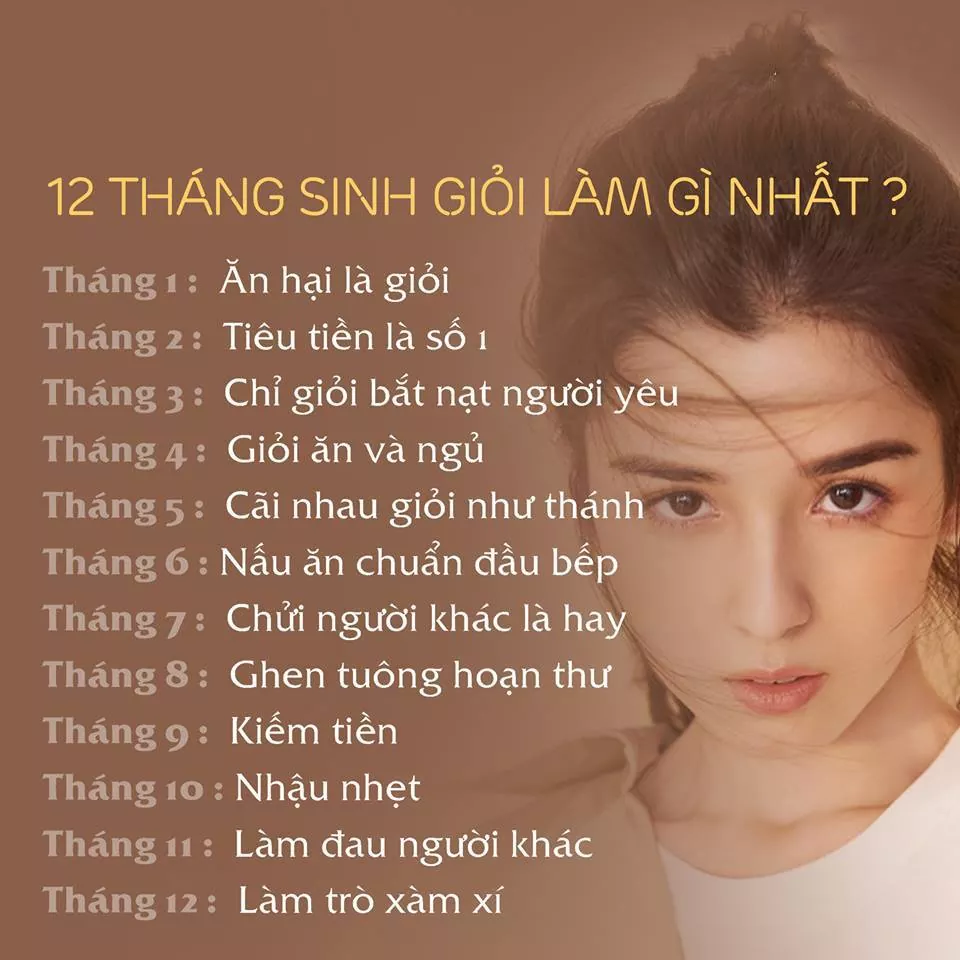 12 THÁNG SINH GIỎI LÀM GÌ NHẤT ?
Tháng 1 : Ăn hại là giỏi
Tháng 2 : Tiêu tiền là số 1
Tháng 3 : Chỉ giỏi bắt nạt người yêu
Tháng 4 : Giỏi ăn và ngủ
Tháng 5 : Cãi nhau giỏi như thánh
Tháng 6 : Nấu ăn chuẩn đầu bếp
Tháng 7 : Chửi người khác là hay
Tháng 8 : Ghen tuông hoạn thư
Tháng 9 : Kiếm tiền
Tháng 10 : Nhậu nhẹt
Tháng 11 : Làm đau người khác
Tháng 12 : Làm trò xàm xí